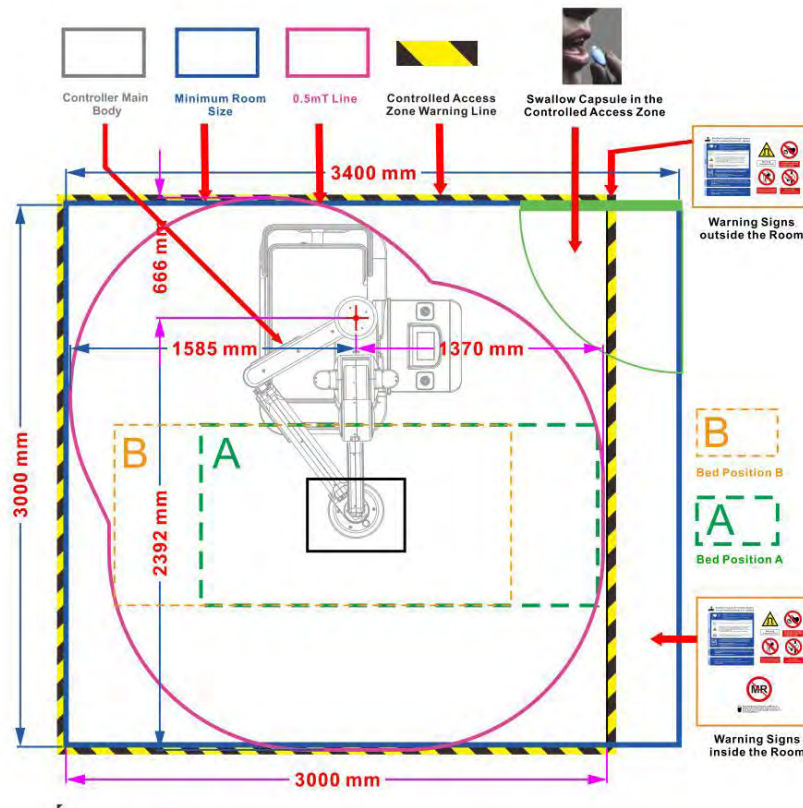 Controller Main
Body
Minimum Room
Size
0.5mT Line
Controlled Access
Zone Warning Line
Swallow Capsule in the
Controlled Access Zone
3400 mm
Warning Signs
outside the Room
666 mm
1585 mm
1370 mm
3000 mm
2392 mm
B
A
B
Bed Position B
A
Bed Position A
MR
Warning Signs
inside the Room
3000 mm